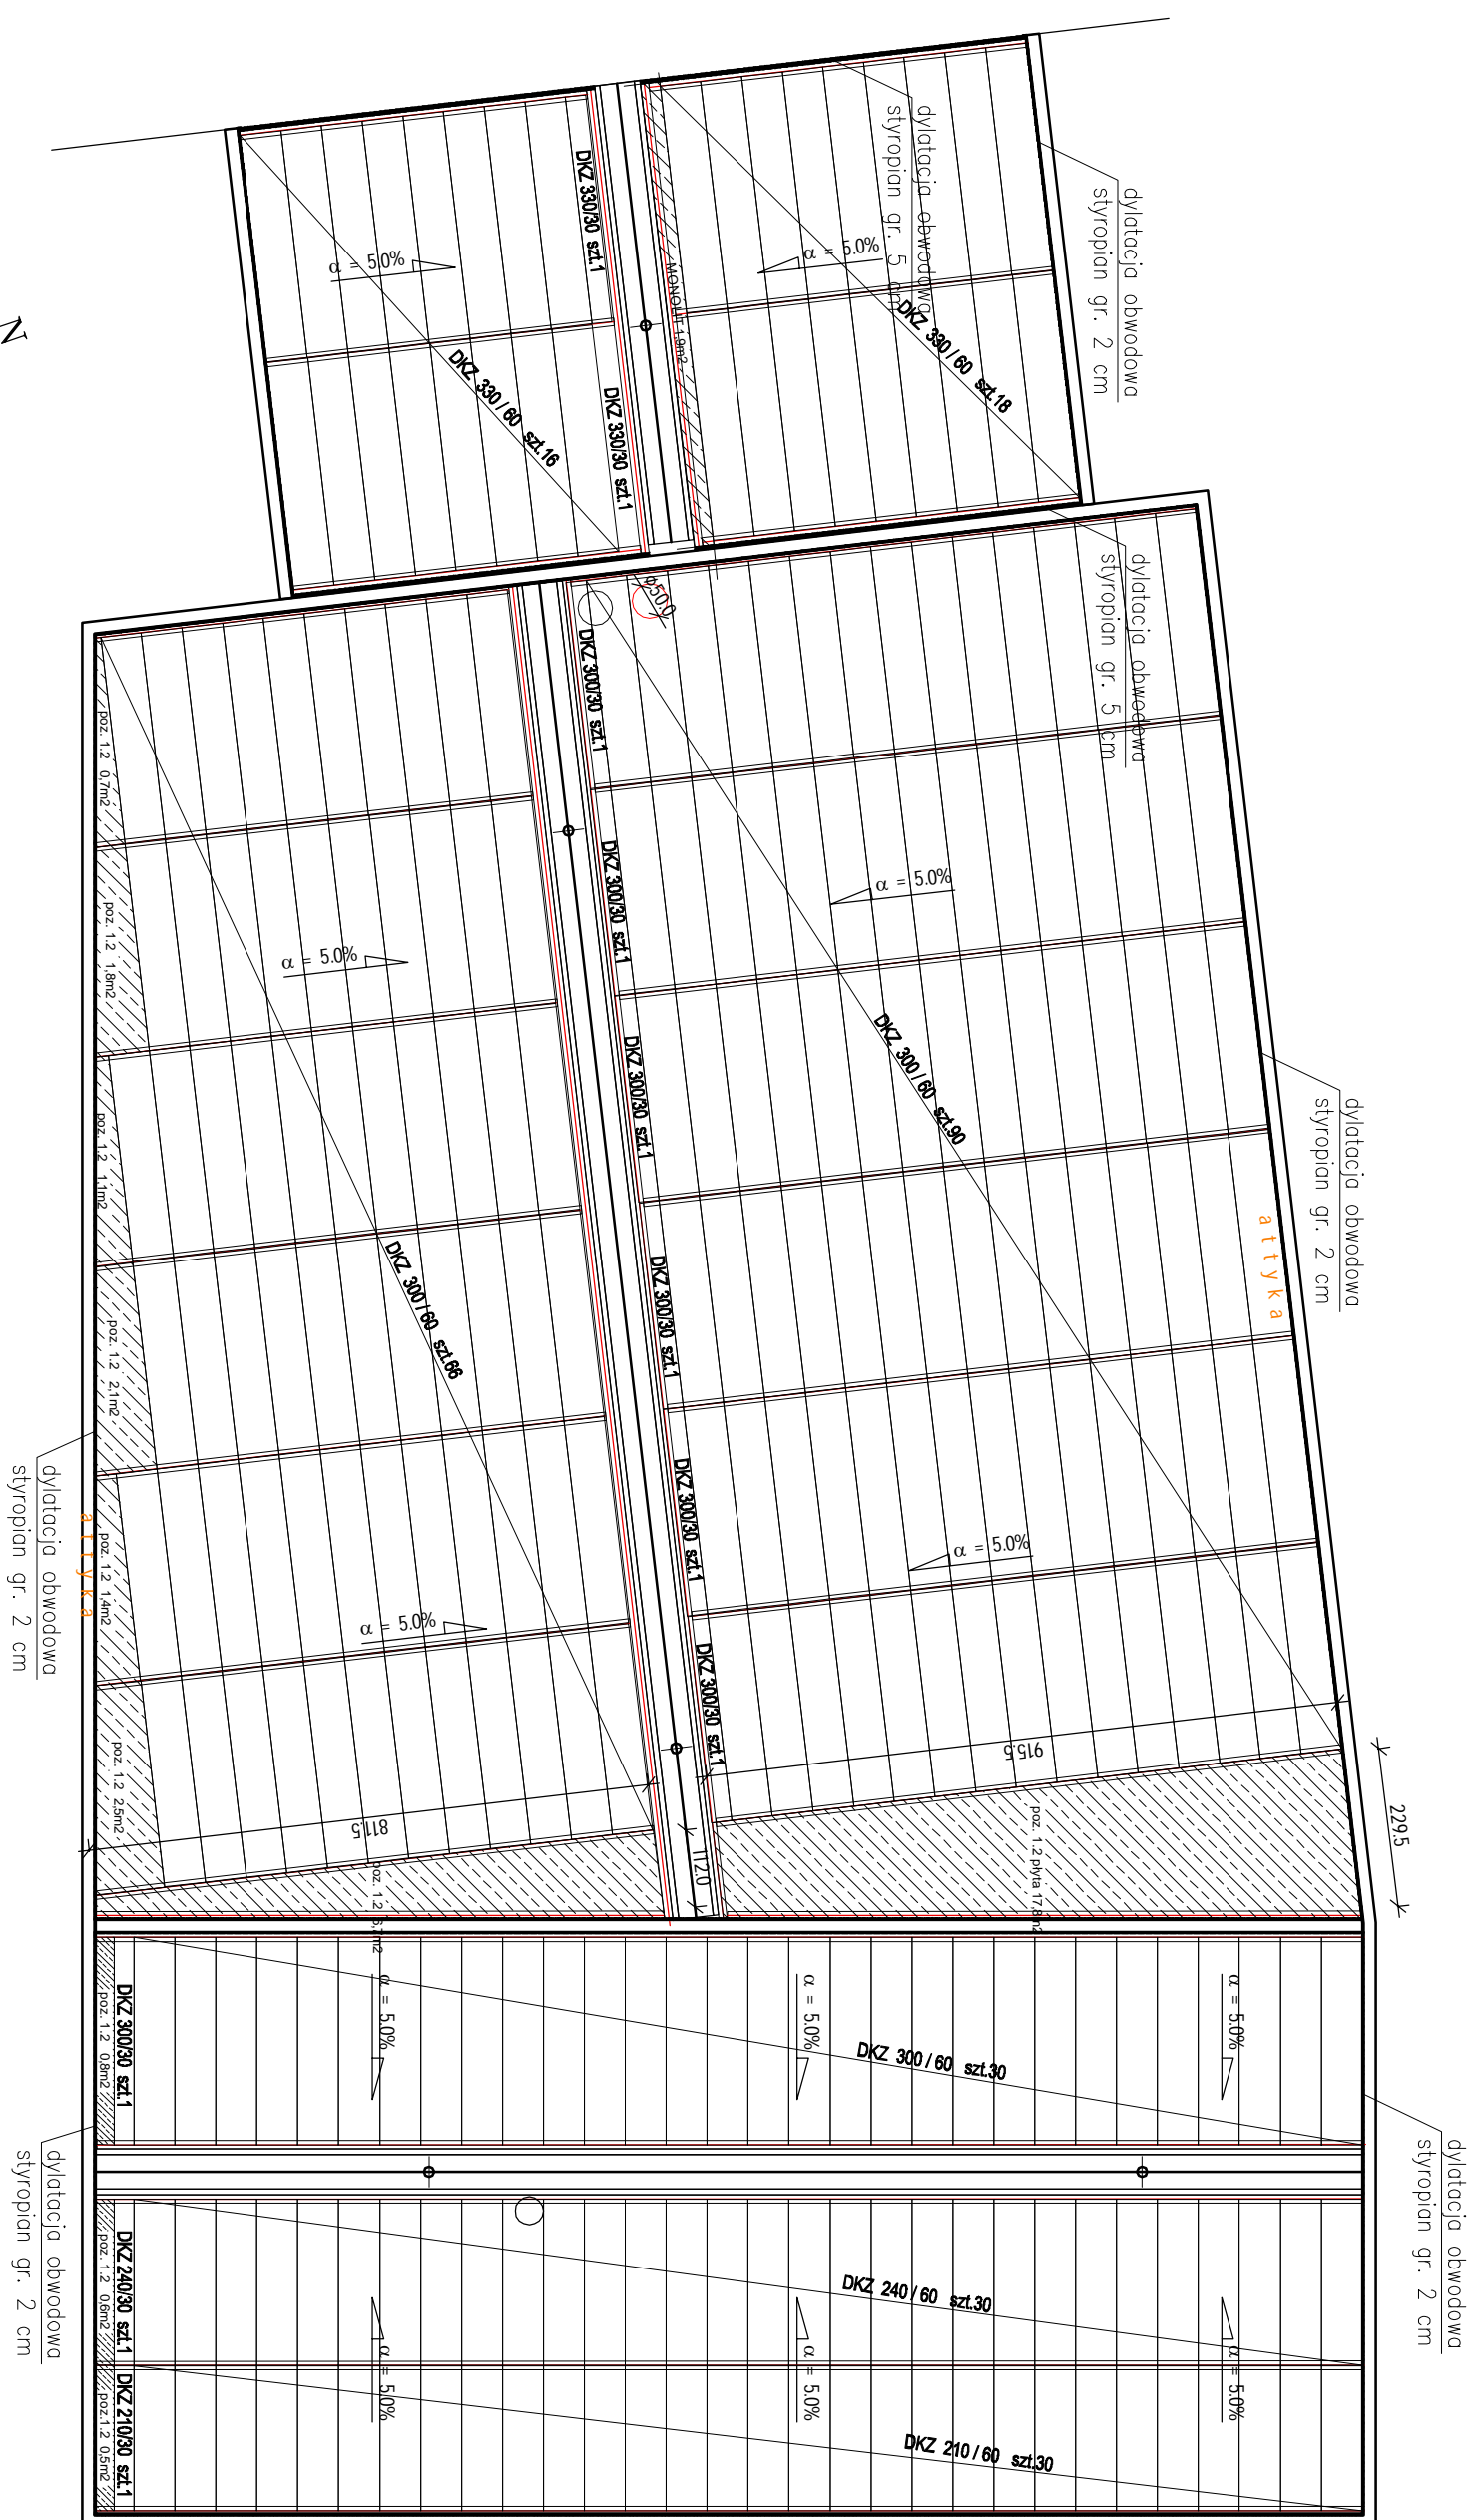 dylatacja obwodowa
styropian gr. 2 cm
dylatacja obwodowa
styropian gr. 5 cm
α = 5.0%
DKZ 330 / 60 szt.18
MONOLIT 1,9m2
DKZ 330/30 szt.1
DKZ 330/30 szt.1
α = 5.0%
DKZ 330 / 60 szt.16
N
dylatacja obwodowa
styropian gr. 5 cm
ϕ50.0
DKZ 300/30 szt.1
DKZ 300/30 szt.1
DKZ 300/30 szt.1
DKZ 300/30 szt.1
DKZ 300/30 szt.1
DKZ 300/30 szt.1
α = 5.0%
DKZ 300 / 60 szt.90
α = 5.0%
dylatacja obwodowa
styropian gr. 2 cm
attyka
α = 5.0%
DKZ 300 / 60 szt.66
α = 5.0%
poz. 1.2 0,7m2
poz. 1.2 1,8m2
poz. 1.2 1,1m2
poz. 1.2 2,1m2
poz. 1.2 1,4m2
poz. 1.2 2,5m2
attyka
dylatacja obwodowa
styropian gr. 2 cm
915.5
811.5
112.0
229.5
poz. 1.2 płyta 17,8m2
poz. 1.2
α = 5.0%
α = 5.0%
α = 5.0%
DKZ 300 / 60 szt.30
DKZ 300/30 szt.1
poz. 1.2 0,8m2
dylatacja obwodowa
styropian gr. 2 cm
dylatacja obwodowa
styropian gr. 2 cm
DKZ 240 / 60 szt.30
α = 5.0%
α = 5.0%
α = 5.0%
DKZ 240/30 szt.1
poz. 1.2 0,6m2
DKZ 210 / 60 szt.30
DKZ 210/30 szt.1
poz.1.2 0,5m2